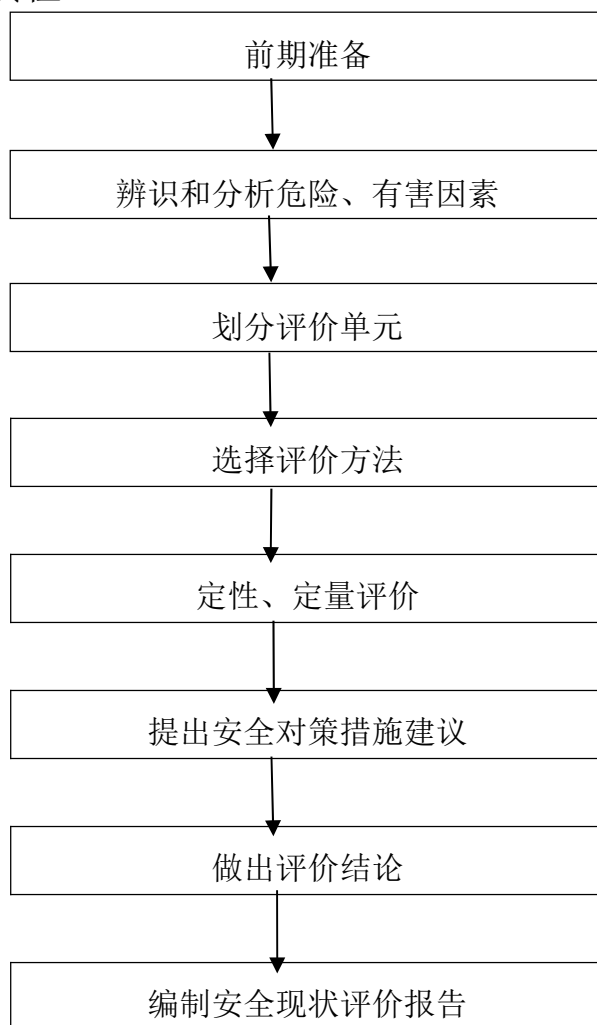 前期准备
辨识和分析危险、有害因素
划分评价单元
选择评价方法
定性、定量评价
提出安全对策措施建议
做出评价结论
编制安全现状评价报告